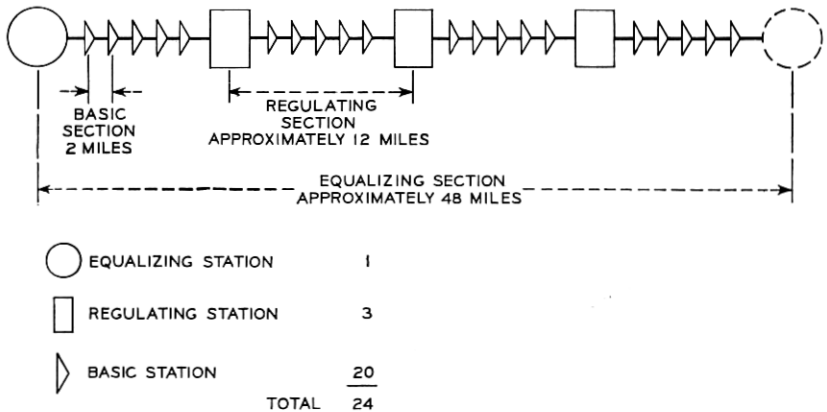 BASIC
SECTION
2 MILES
REGULATING
SECTION
APPROXIMATELY 12 MILES
EQUALIZING SECTION
APPROXIMATELY 48 MILES
EQUALIZING STATION 1
REGULATING STATION 3
BASIC STATION 20
TOTAL 24